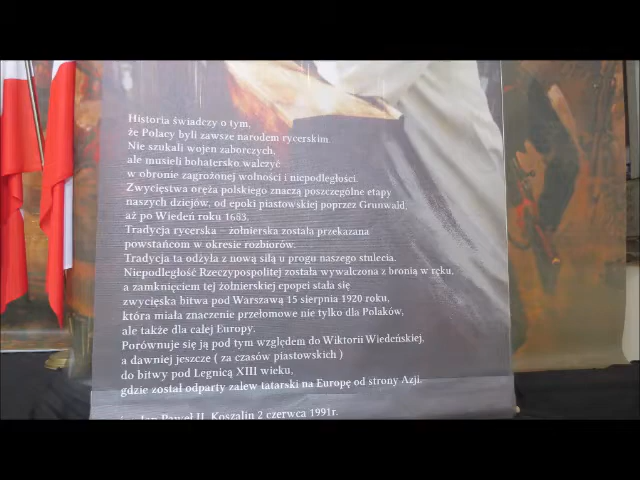 Historia świadczy o tym,
że Polacy byli zawsze narodem rycerskim.
Nie szukali wojen zaborczych,
ale musieli bohatersko walczyć
w obronie zagrożonej wolności i niepodległości.
Zwycięstwa oręża polskiego znaczą poszczególne etapy
naszych dziejów, od epoki piastowskiej poprzez Grunwald,
aż po Wiedeń roku 1683.
Tradycja rycerska – żołnierska została przekazana
powstańcom w okresie rozbiorów.
Tradycja ta odżyła z nową siłą u progu naszego stulecia.
Niepodległość Rzeczypospolitej została wywalczona z bronią w ręku,
a zamknięciem tej żołnierskiej epopei stała się
zwycięska bitwa pod Warszawą 15 sierpnia 1920 roku,
która miała znaczenie przełomowe nie tylko dla Polaków,
ale także dla całej Europy.
Porównuje się ją pod tym względem do Wiktorii Wiedeńskiej,
a dawniej jeszcze ( za czasów piastowskich )
do bitwy pod Legnicą XIII wieku,
gdzie został odparty zalew tatarski na Europę od strony Azji.
Jan Paweł II, Koszalin 2 czerwca 1991r.